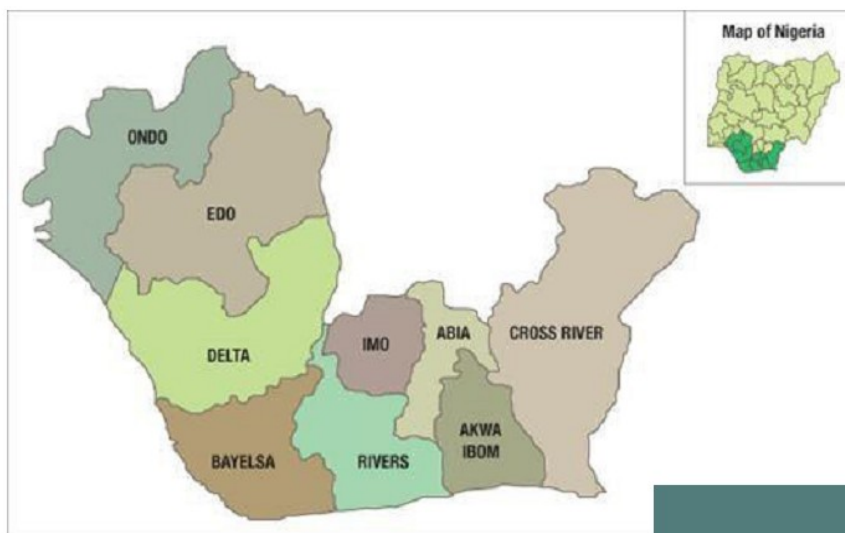 Map of Nigeria
ONDO
EDO
DELTA
IMO
ABIA
CROSS RIVER
BAYELSA
RIVERS
AKWA
IBOM